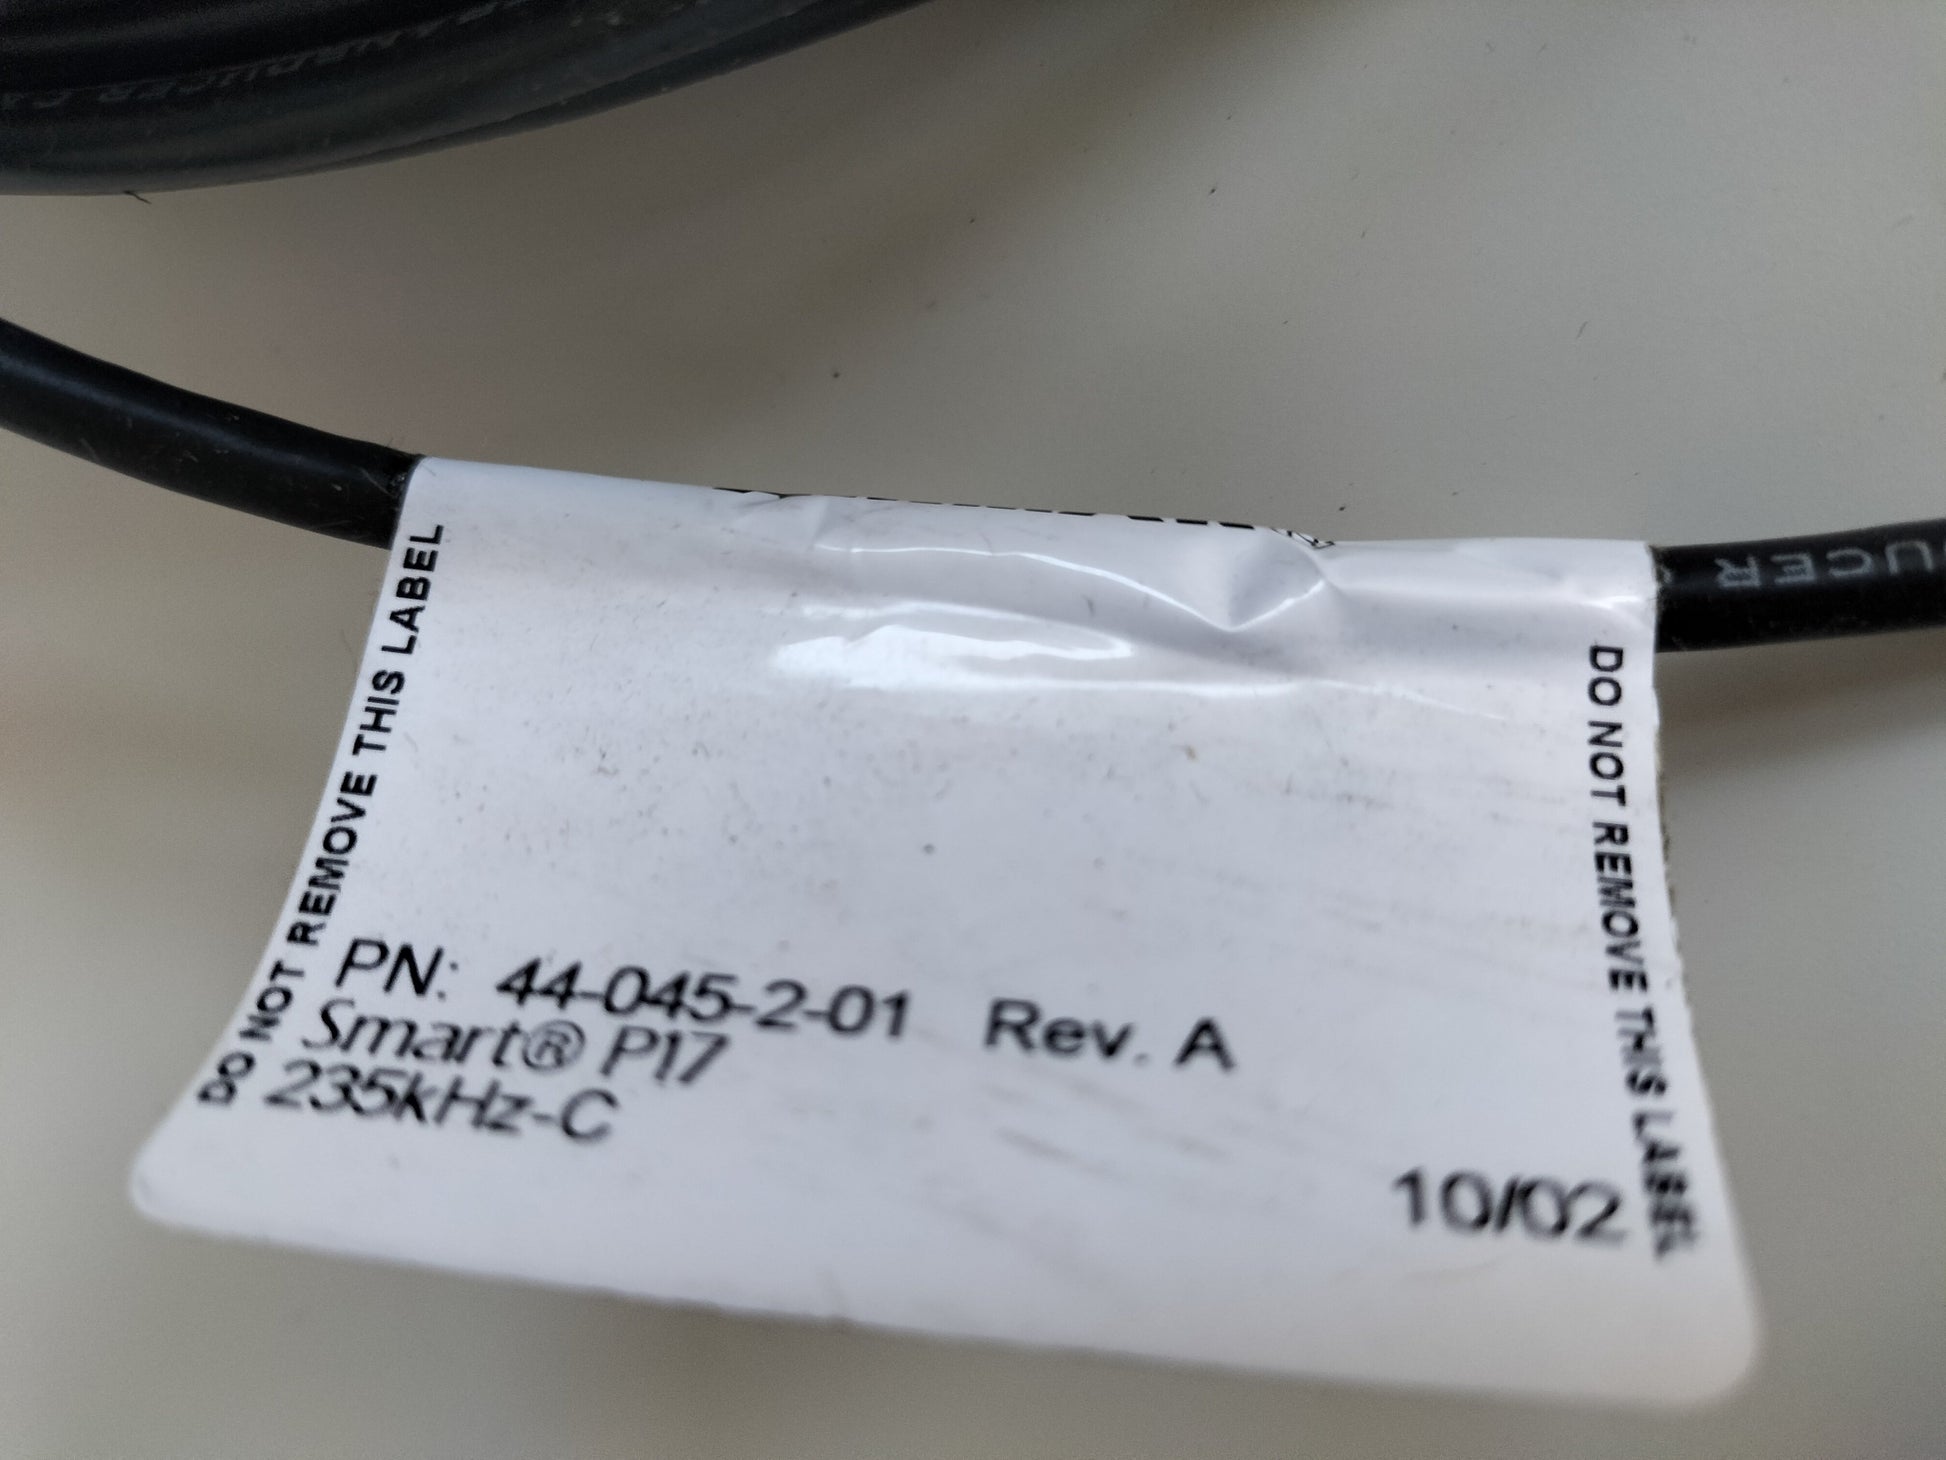 DO NOT REMOVE THIS LABEL
PN: 44-045-2-01 Rev. A
Smart® P17
235kHz-C
10/02
DO NOT REMOVE THIS LABEL